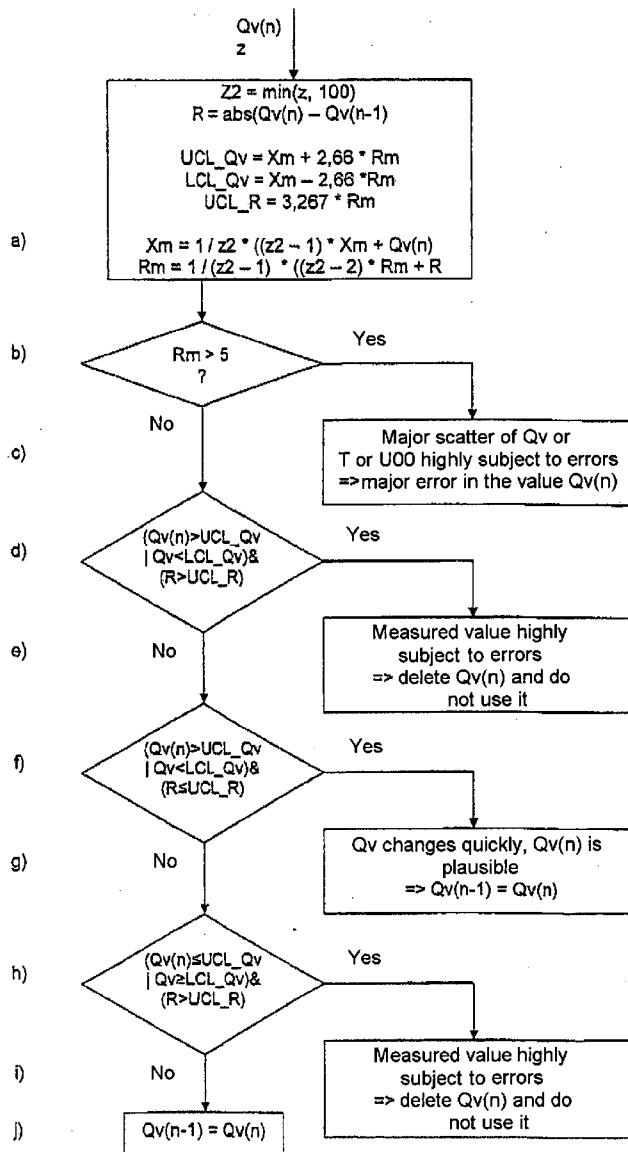 Qv(n)
z
Z2 = min(z, 100)
R = abs(Qv(n) – Qv(n-1)
UCL_Qv = Xm + 2,66 * Rm
LCL_Qv = Xm – 2,66 *Rm
UCL_R = 3,267 * Rm
a)
Xm = 1 / z2 * ((z2 – 1) * Xm + Qv(n)
Rm = 1 / (z2 – 1) * ((z2 – 2) * Rm + R
b)
Rm > 5
?
Yes
No
c)
Major scatter of Qv or
T or U00 highly subject to errors
=>major error in the value Qv(n)
d)
(Qv(n)>UCL_Qv
| Qv<LCL_Qv)&
(R>UCL_R)
Yes
e)
No
Measured value highly
subject to errors
=> delete Qv(n) and do
not use it
f)
(Qv(n)>UCL_Qv
| Qv<LCL_Qv)&
(R≤UCL_R)
Yes
g)
No
Qv changes quickly, Qv(n) is
plausible
=> Qv(n-1) = Qv(n)
h)
(Qv(n)≤UCL_Qv
| Qv≥LCL_Qv)&
(R>UCL_R)
Yes
i)
No
Measured value highly
subject to errors
=> delete Qv(n) and do
not use it
j)
Qv(n-1) = Qv(n)